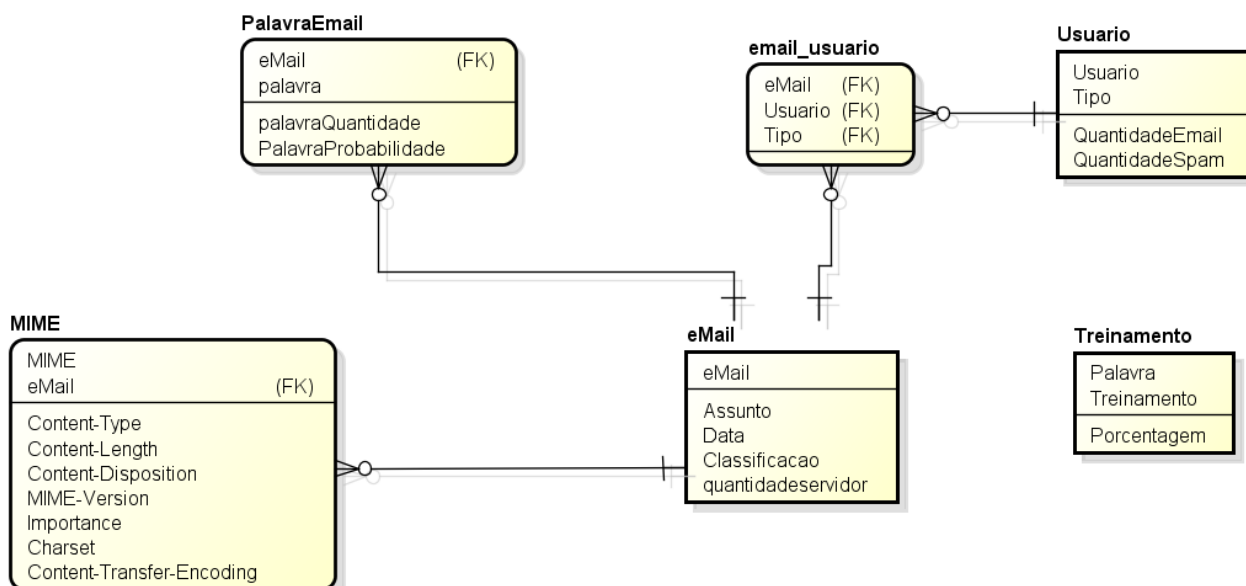 PalavraEmail
eMail (FK)
palavra
palavraQuantidade
PalavraProbabilidade
email_usuario
eMail (FK)
Usuario (FK)
Tipo (FK)
Usuario
Usuario
Tipo
QuantidadeEmail
QuantidadeSpam
MIME
MIME
eMail (FK)
Content-Type
Content-Length
Content-Disposition
MIME-Version
Importance
Charset
Content-Transfer-Encoding
eMail
eMail
Assunto
Data
Classificacao
quantidadeservidor
Treinamento
Palavra
Treinamento
Porcentagem